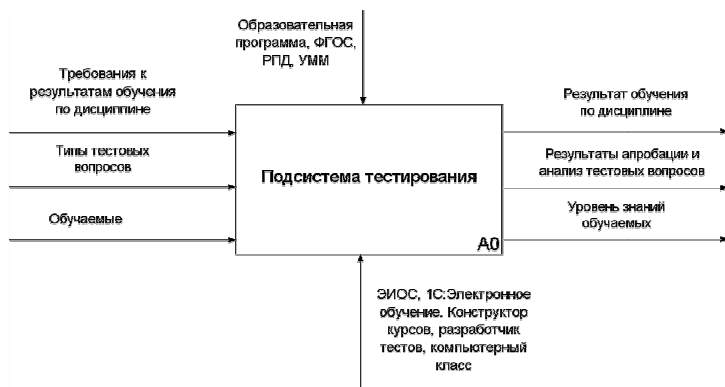 Образовательная
программа, ФГОС,
РПД, УММ
Требования к
результатам обучения
по дисциплине
Типы тестовых
вопросов
Обучаемые
Подсистема тестирования
A0
Результат обучения
по дисциплине
Результаты апробации и
анализ тестовых вопросов
Уровень знаний
обучаемых
ЭИОС, 1С:Электронное
обучение. Конструктор
курсов, разработчик
тестов, компьютерный
класс